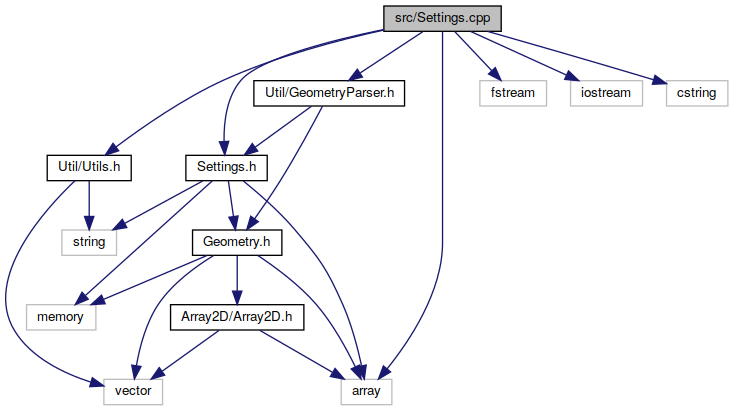 src/Settings.cpp
Util/GeometryParser.h
fstream
iostream
cstring
Util/Utils.h
Settings.h
string
Geometry.h
memory
Array2D/Array2D.h
vector
array